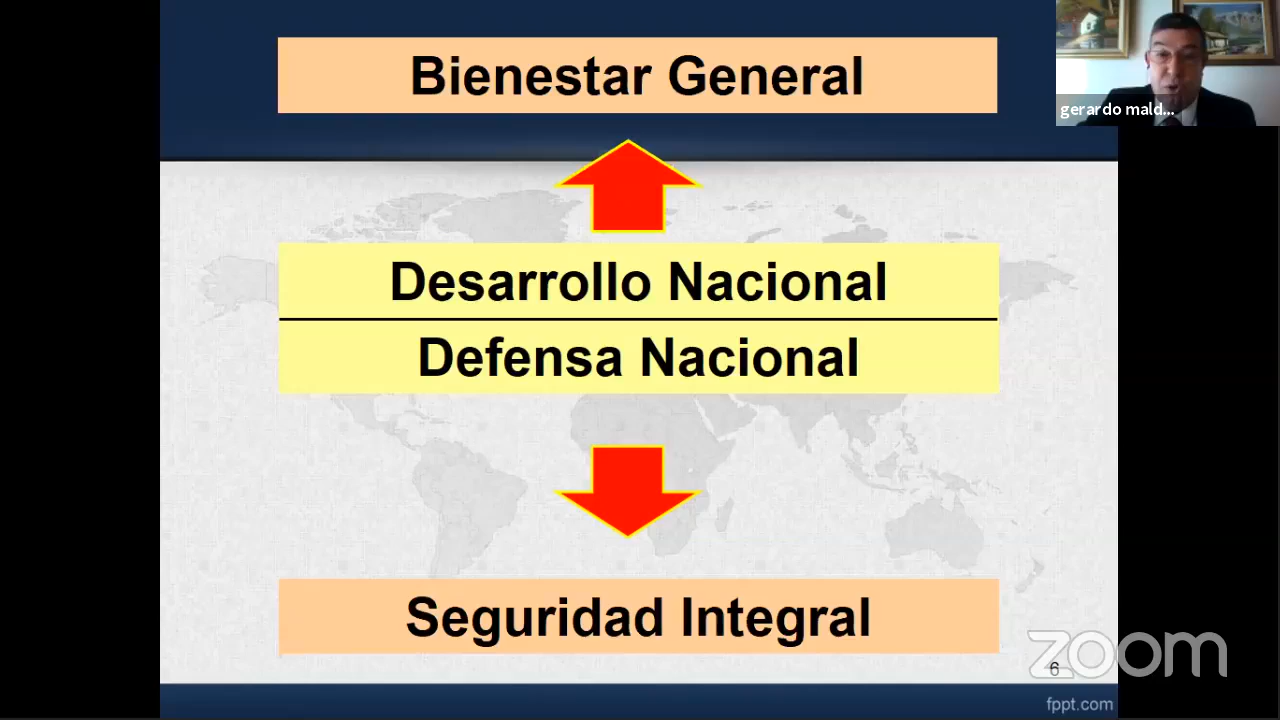 Bienestar General
gerardo mald...
Desarrollo Nacional
Defensa Nacional
Seguridad Integral
zoom
6
fppt.com